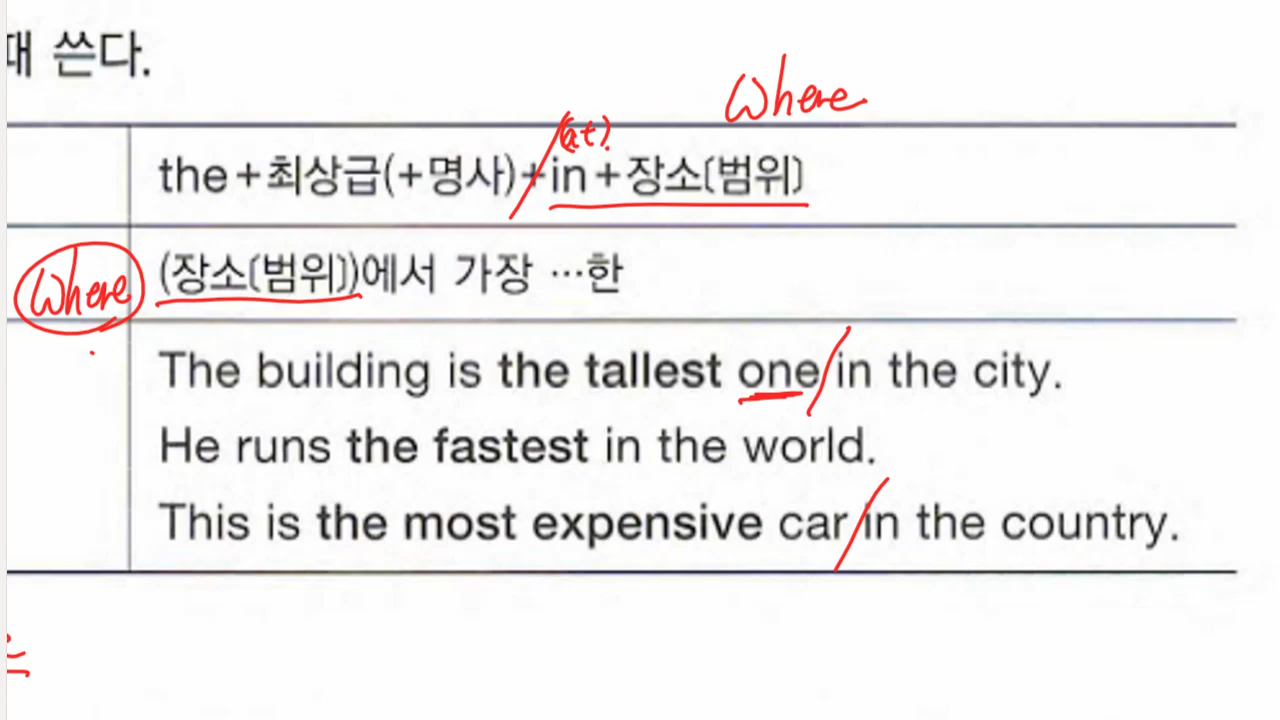 때 쓴다.
Where
(at)
the+최상급(+명사)+in+장소(범위)
Where
(장소(범위))에서 가장 …한
The building is the tallest one in the city.
He runs the fastest in the world.
This is the most expensive car in the country.